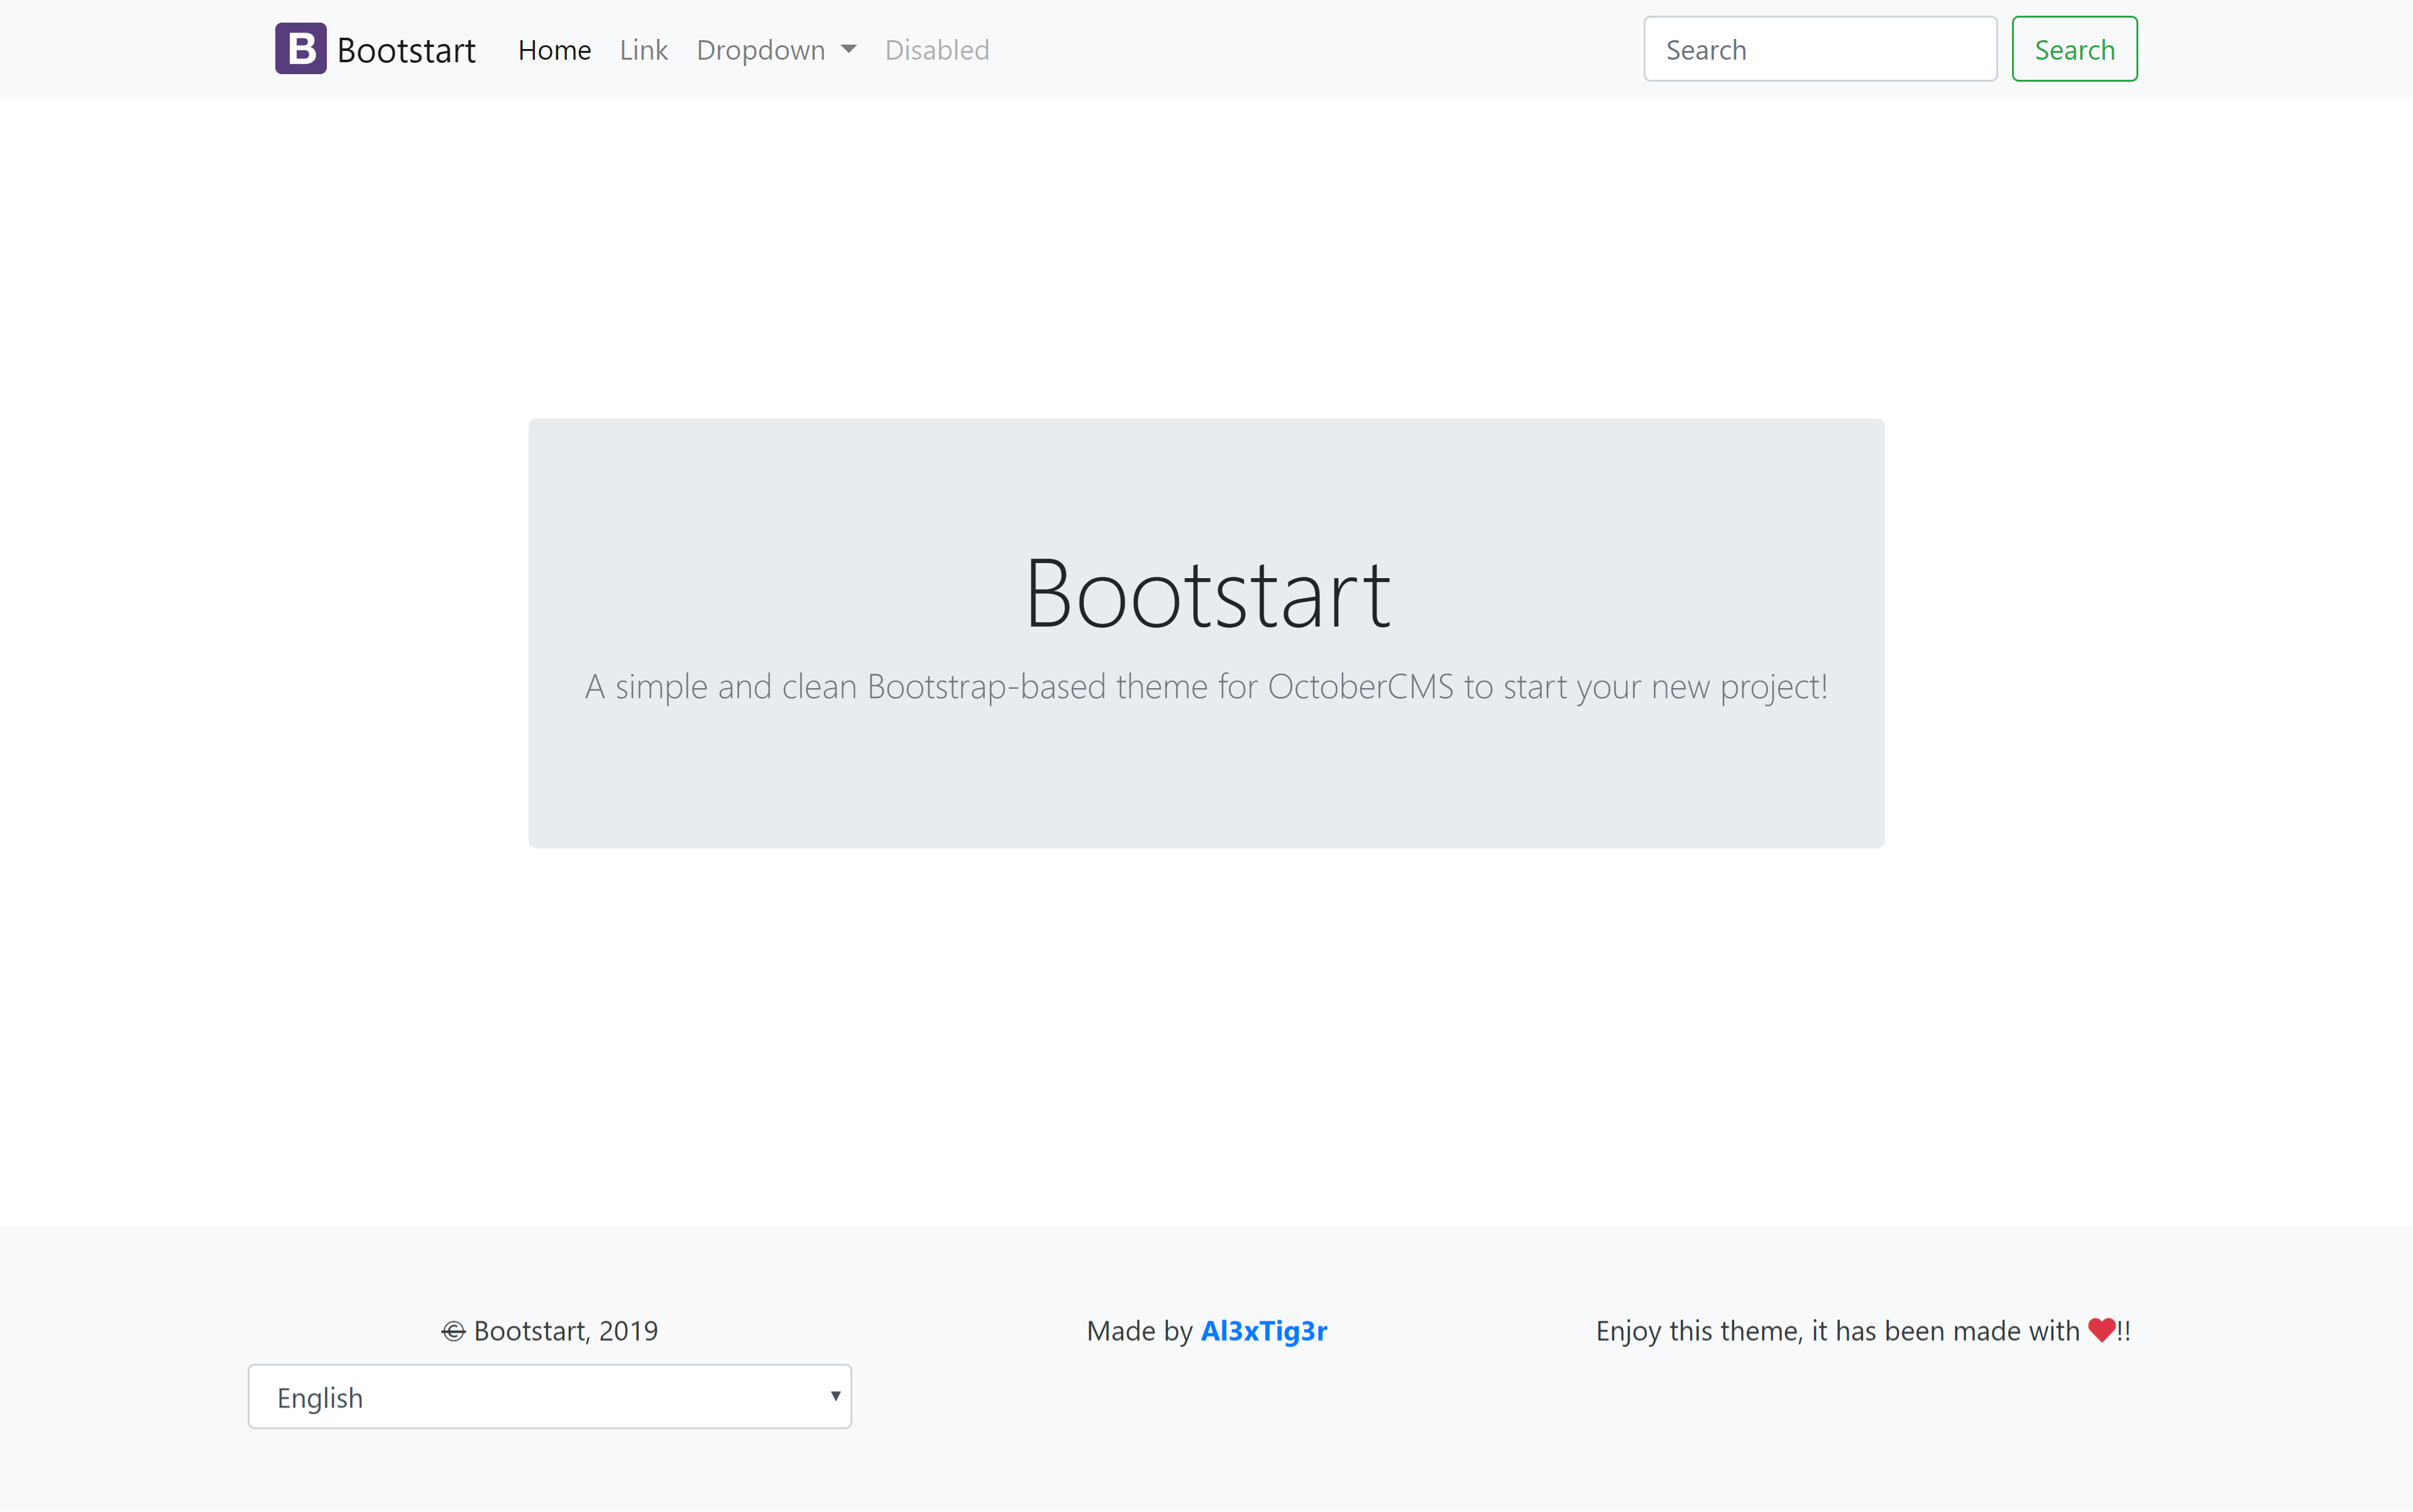 B Bootstart Home Link Dropdown Disabled Search Search
Bootstart
A simple and clean Bootstrap-based theme for OctoberCMS to start your new project!
© Bootstart, 2019 Made by Al3xTig3r Enjoy this theme, it has been made with ❤!!
English